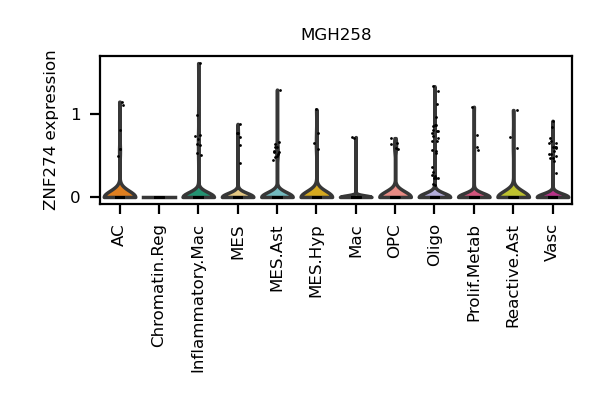 MGH258
ZNF274 expression
1
0
AC
Chromatin.Reg
Inflammatory.Mac
MES
MES.Ast
MES.Hyp
Mac
OPC
Oligo
Prolif.Metab
Reactive.Ast
Vasc